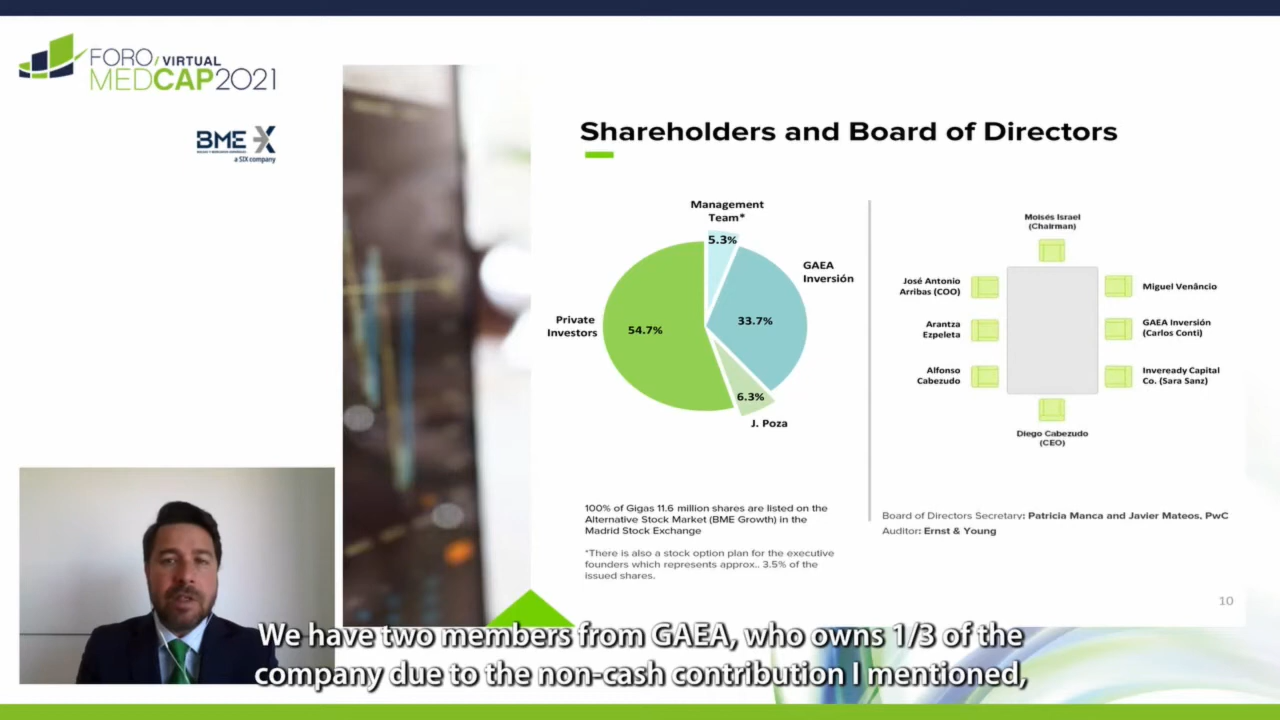 FORO VIRTUAL
MEDCAP2021
BME X
a SIX company
Shareholders and Board of Directors
Management
Team*
5.3%
GAEA
Inversión
33.7%
Private
Investors
54.7%
6.3%
J. Poza
Moisés Israel
(Chairman)
José Antonio
Arribas (COO)
Miguel Venâncio
Arantza
Ezpeleta
GAEA Inversión
(Carlos Conti)
Alfonso
Cabezudo
Inveready Capital
Co. (Sara Sanz)
Diego Cabezudo
(CEO)
100% of Gigas 11.6 million shares are listed on the
Alternative Stock Market (BME Growth) in the
Madrid Stock Exchange
*There is also a stock option plan for the executive
founders which represents approx.. 3.5% of the
issued shares.
Board of Directors Secretary: Patricia Manca and Javier Mateos, PwC
Auditor: Ernst & Young
10
We have two members from GAEA, who owns 1/3 of the
company due to the non-cash contribution I mentioned,